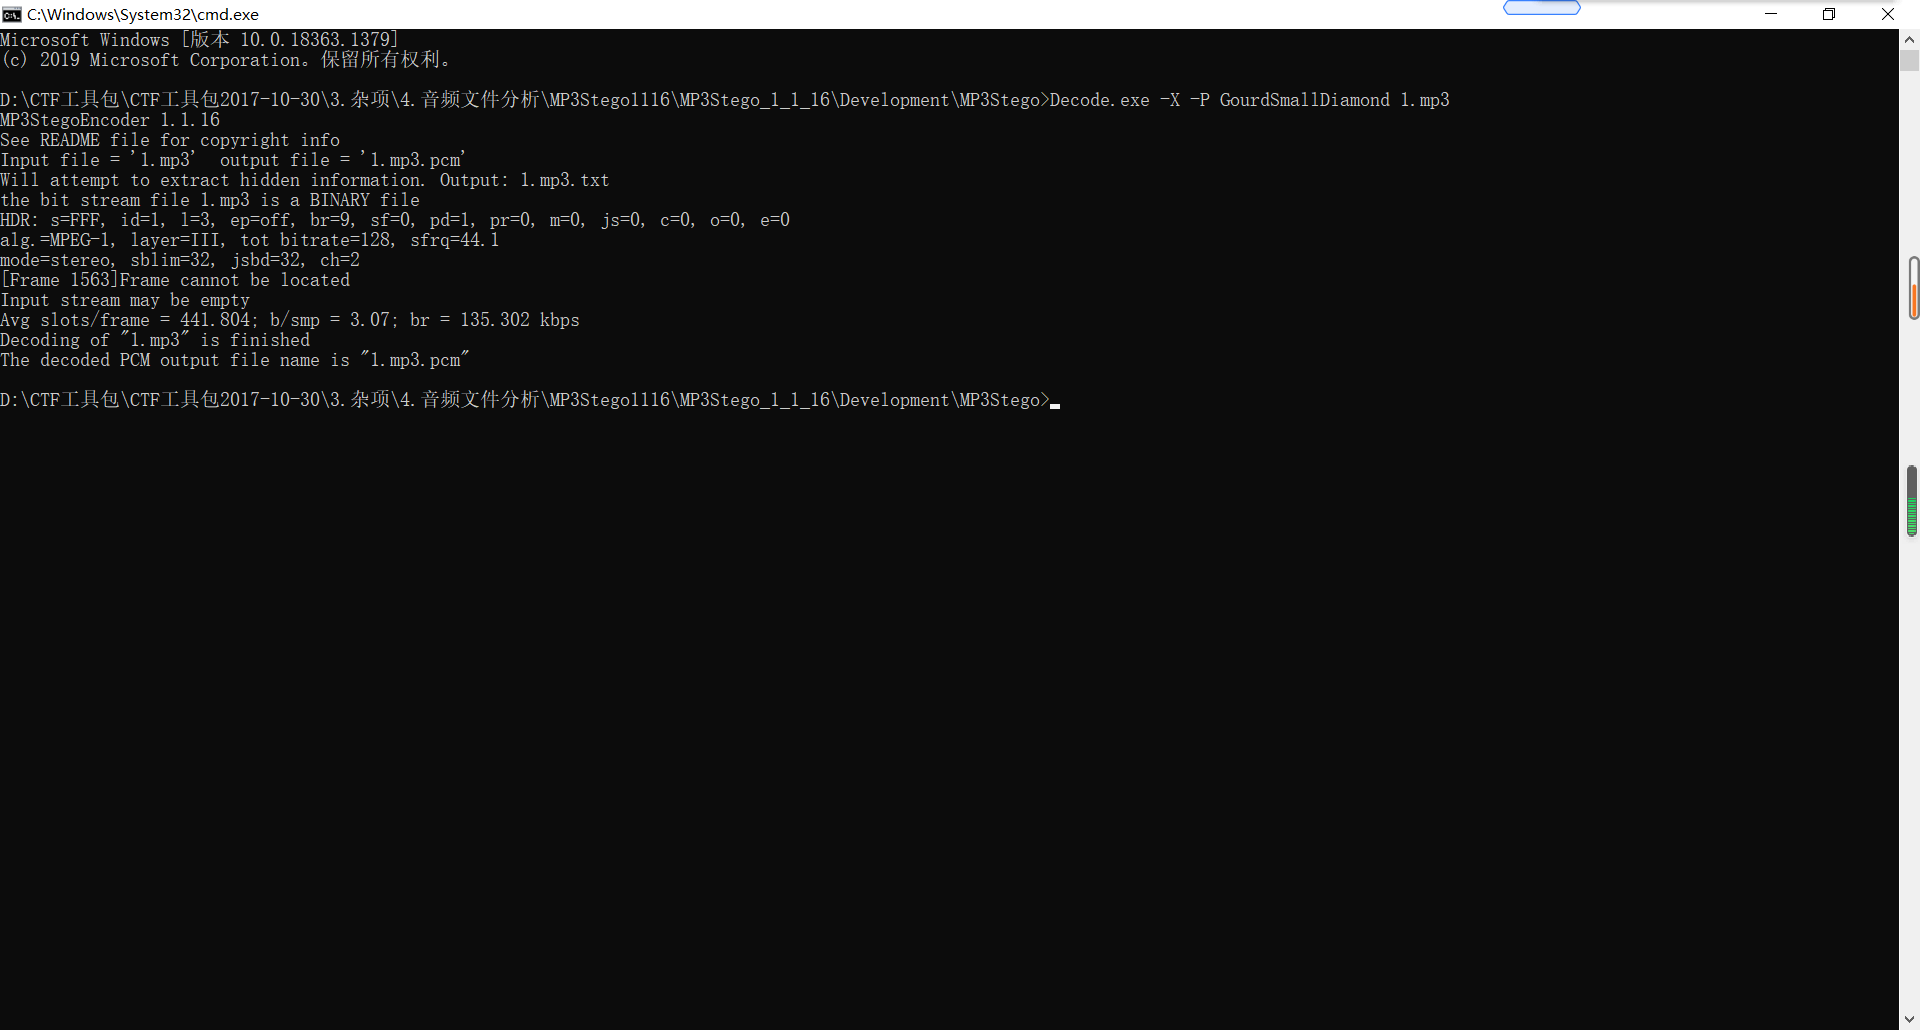 C:\Windows\System32\cmd.exe
Microsoft Windows [版本 10.0.18363.1379]
(c) 2019 Microsoft Corporation。保留所有权利。
D:\CTF工具包\CTF工具包2017-10-30\3.杂项\4.音频文件分析\MP3Stego1116\MP3Stego_1_1_16\Development\MP3Stego>Decode.exe -X -P GourdSmallDiamond 1.mp3
MP3StegoEncoder 1.1.16
See README file for copyright info
Input file = '1.mp3'  output file = '1.mp3.pcm'
Will attempt to extract hidden information. Output: 1.mp3.txt
the bit stream file 1.mp3 is a BINARY file
HDR: s=FFF, id=1, l=3, ep=off, br=9, sf=0, pd=1, pr=0, m=0, js=0, c=0, o=0, e=0
alg.=MPEG-1, layer=III, tot bitrate=128, sfrq=44.1
mode=stereo, sblim=32, jsbd=32, ch=2
[Frame 1563]Frame cannot be located
Input stream may be empty
Avg slots/frame = 441.804; b/smp = 3.07; br = 135.302 kbps
Decoding of "1.mp3" is finished
The decoded PCM output file name is "1.mp3.pcm"
D:\CTF工具包\CTF工具包2017-10-30\3.杂项\4.音频文件分析\MP3Stego1116\MP3Stego_1_1_16\Development\MP3Stego>